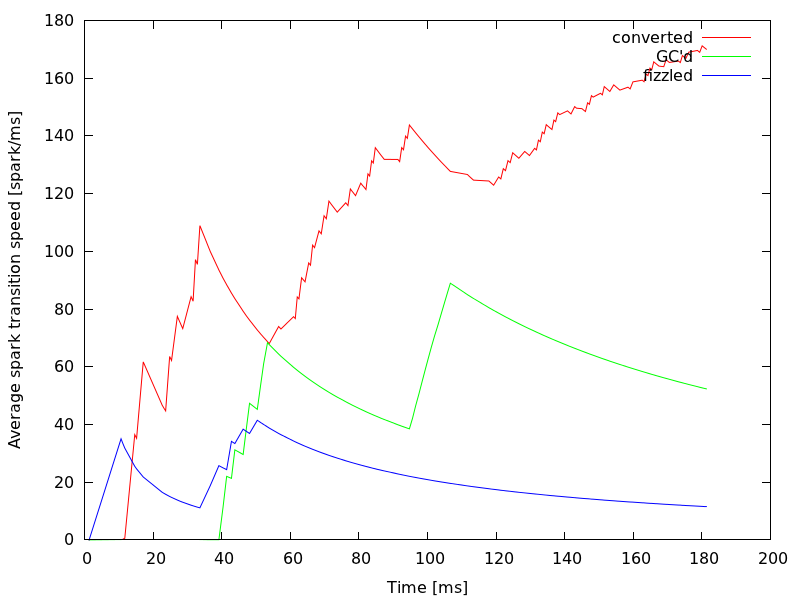 180
160
140
120
100
80
60
40
20
0
Average spark transition speed [spark/ms]
converted
GC'd
fizzled
0 20 40 60 80 100 120 140 160 180 200
Time [ms]